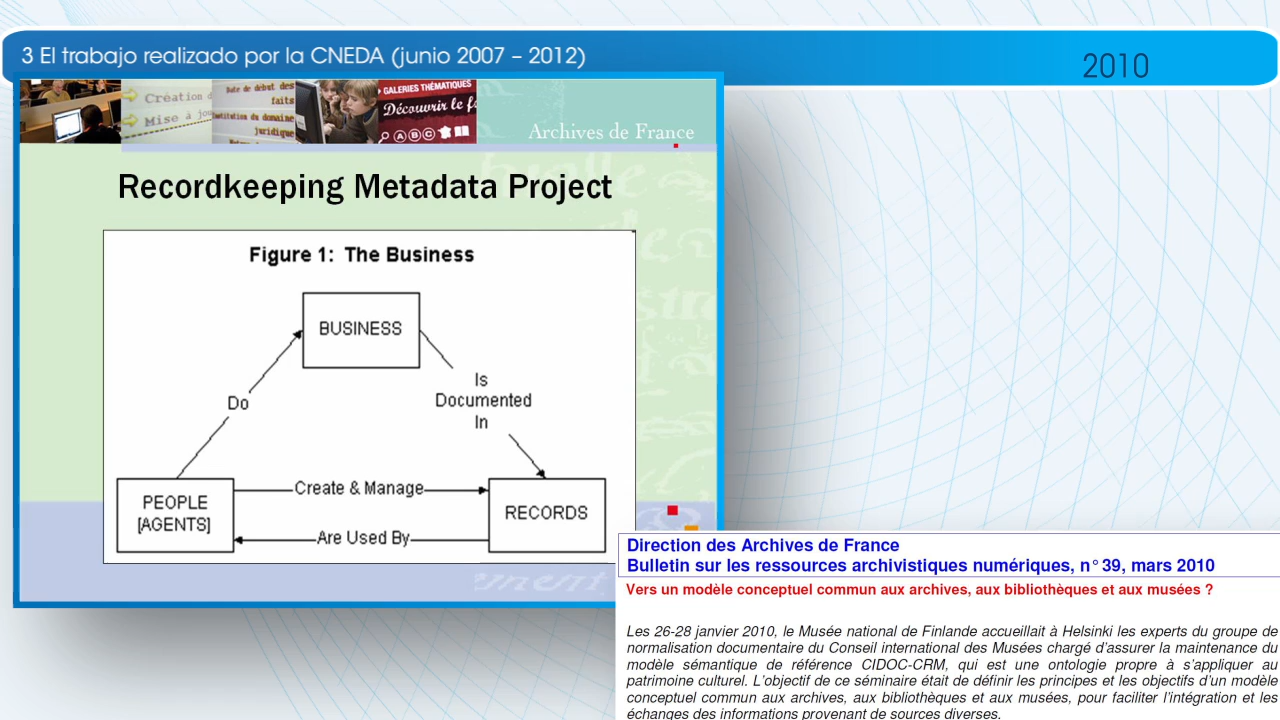 3 El trabajo realizado por la CNEDA (junio 2007 – 2012)
2010
Création d
Mise à jou
Date de début des
faits
Institution du domaine
juridique
GALERIES THÉMATIQUES
Découvrir le f
A B C
Archives de France
Recordkeeping Metadata Project
Figure 1: The Business
BUSINESS
Do
Is
Documented
In
PEOPLE
[AGENTS]
Create & Manage
Are Used By
RECORDS
Direction des Archives de France
Bulletin sur les ressources archivistiques numériques, n° 39, mars 2010
Vers un modèle conceptuel commun aux archives, aux bibliothèques et aux musées ?
Les 26-28 janvier 2010, le Musée national de Finlande accueillait à Helsinki les experts du groupe de
normalisation documentaire du Conseil international des Musées chargé d'assurer la maintenance du
modèle sémantique de référence CIDOC-CRM, qui est une ontologie propre à s'appliquer au
patrimoine culturel. L'objectif de ce séminaire était de définir les principes et les objectifs d'un modèle
conceptuel commun aux archives, aux bibliothèques et aux musées, pour faciliter l'intégration et les
échanges des informations provenant de sources diverses.